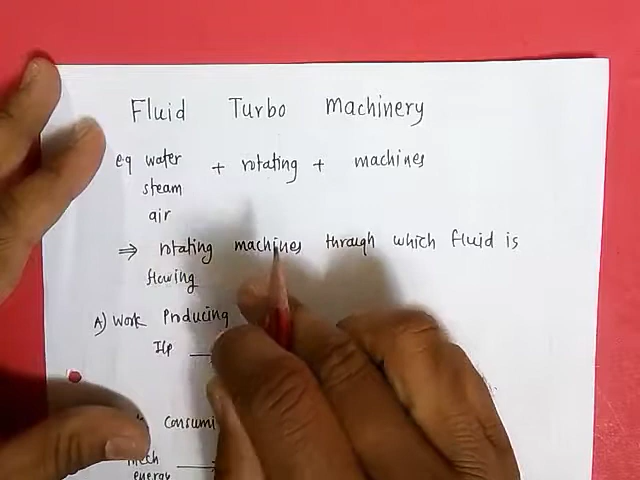 Fluid Turbo Machinery
eg water + rotating + machines
steam
air
⇒ rotating machines through which fluid is
flowing
A) Work Producing
I/p →
Consumi
mech →
energy